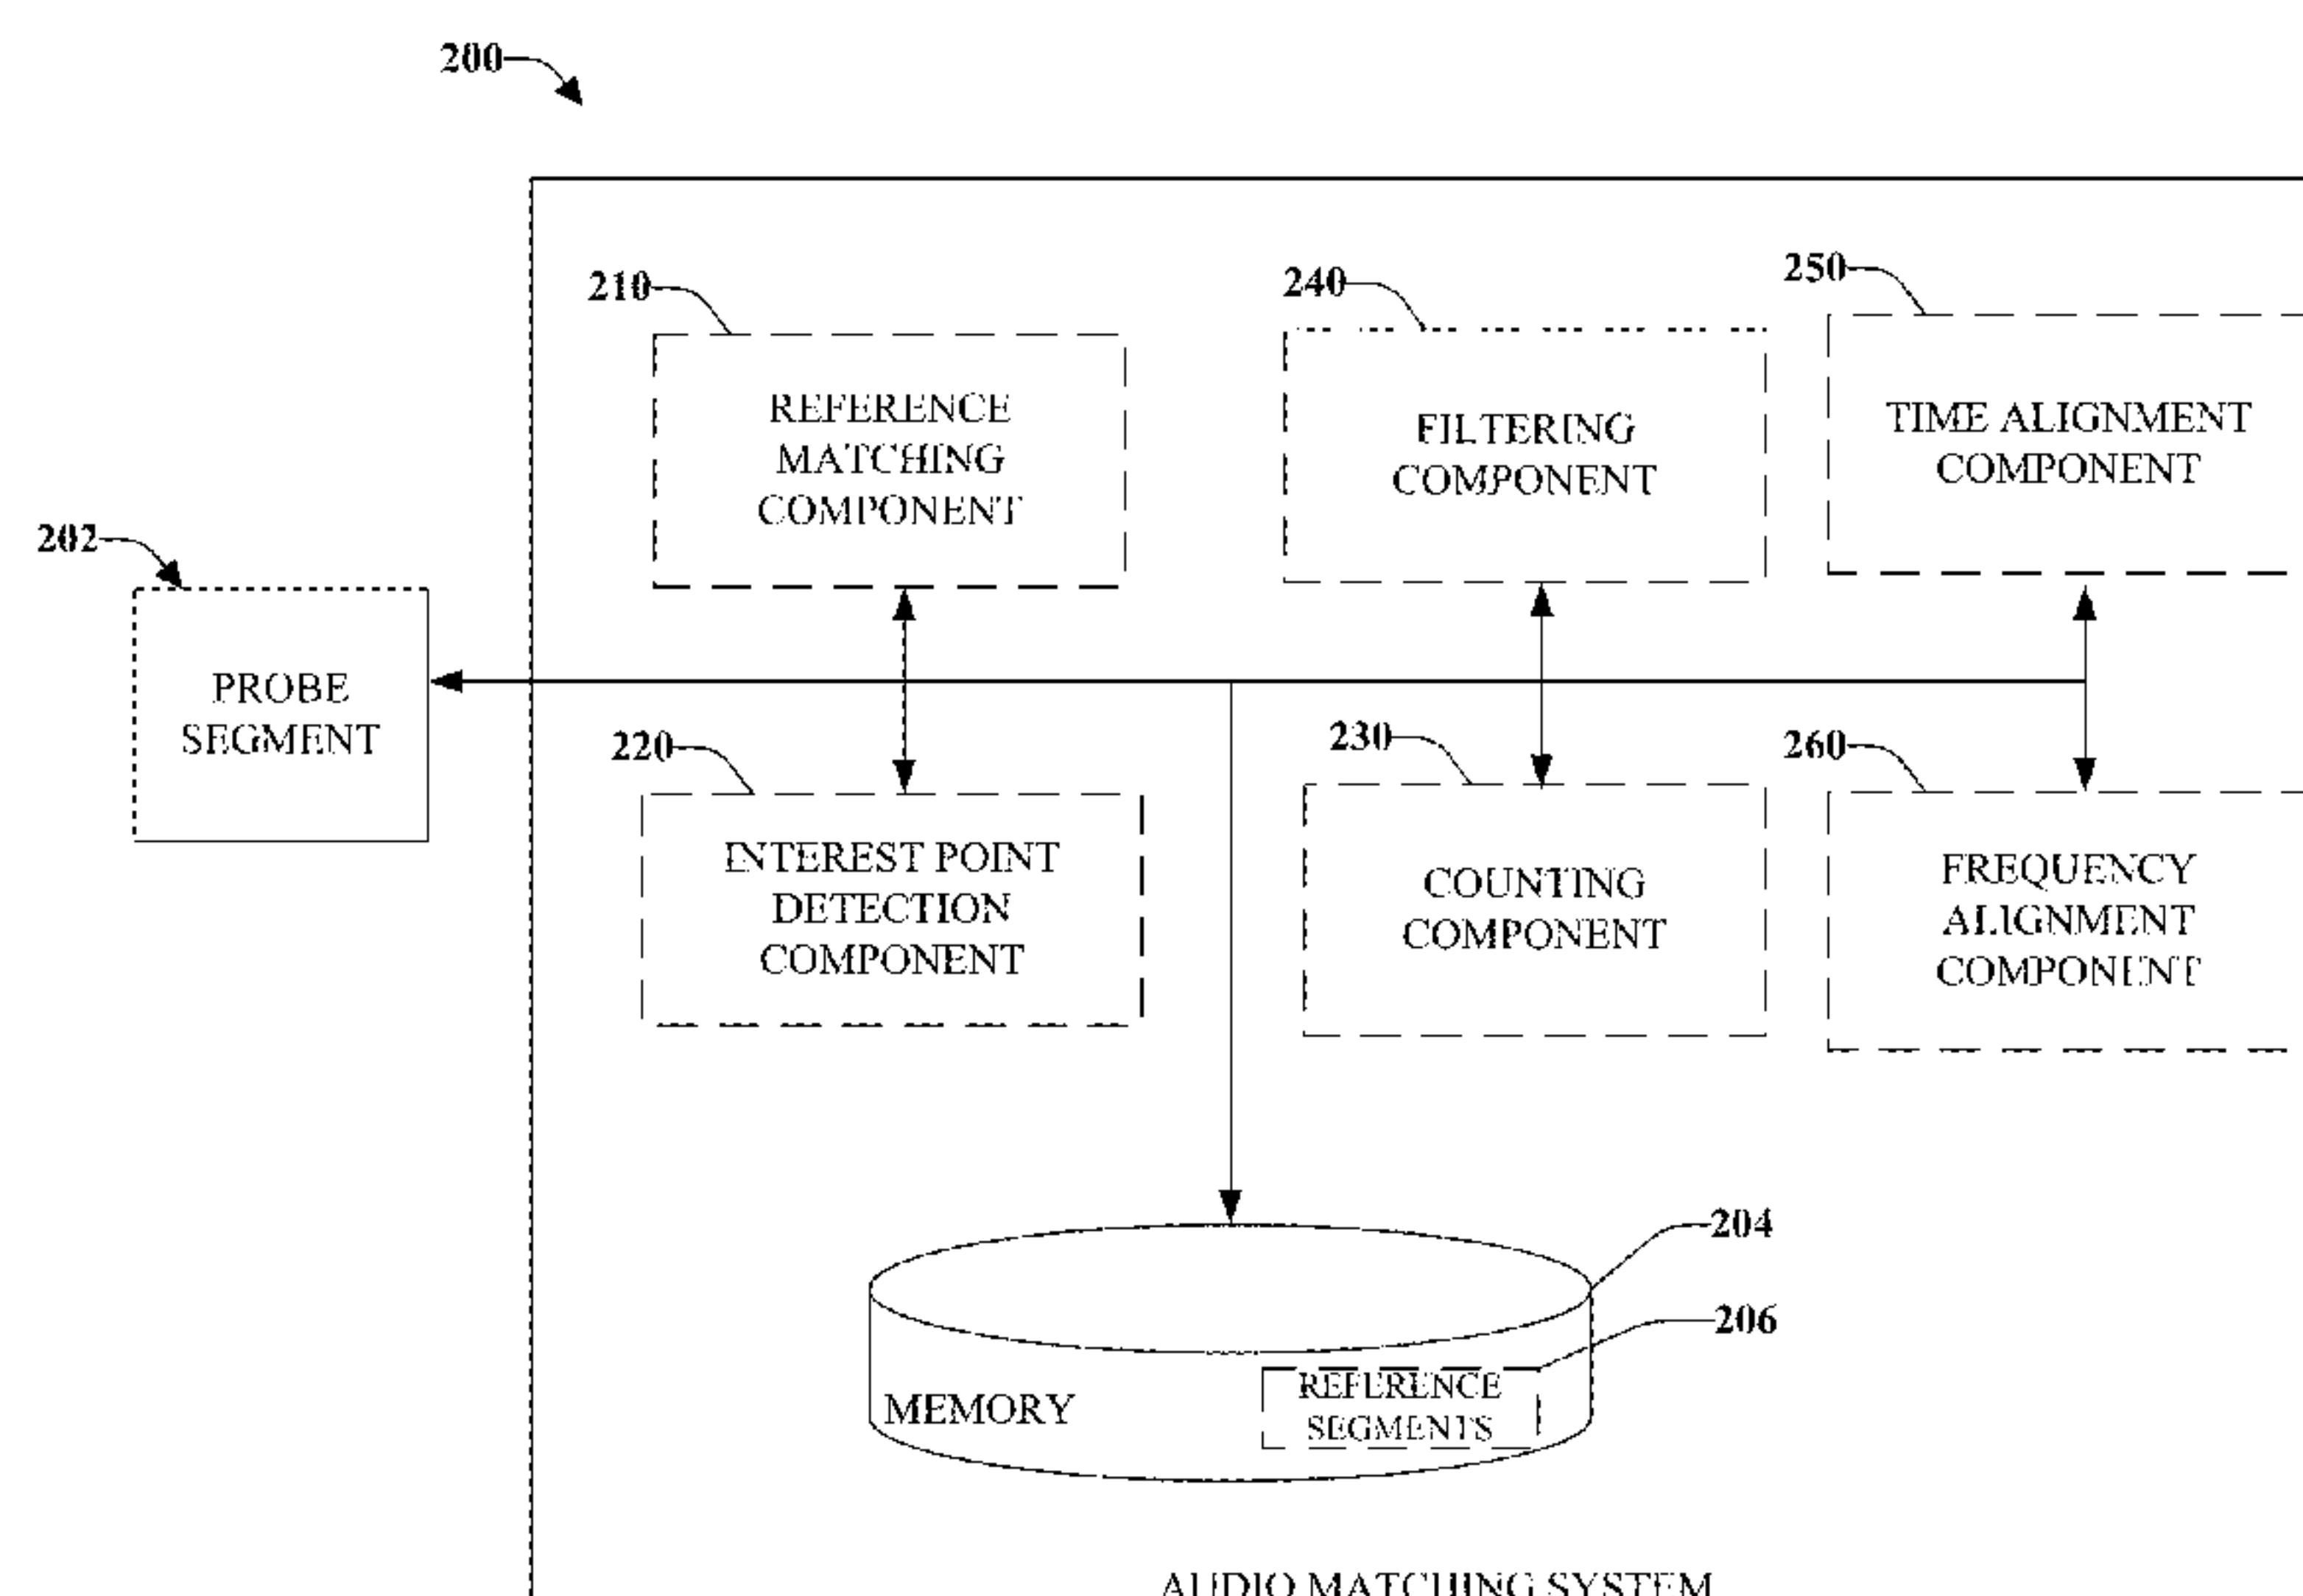 200
210
REFERENCE
MATCHING
COMPONENT
240
FILTERING
COMPONENT
250
TIME ALIGNMENT
COMPONENT
202
PROBE
SEGMENT
220
INTEREST POINT
DETECTION
COMPONENT
230
COUNTING
COMPONENT
260
FREQUENCY
ALIGNMENT
COMPONENT
204
206
MEMORY
REFERENCE
SEGMENTS
AUDIO MATCHING SYSTEM